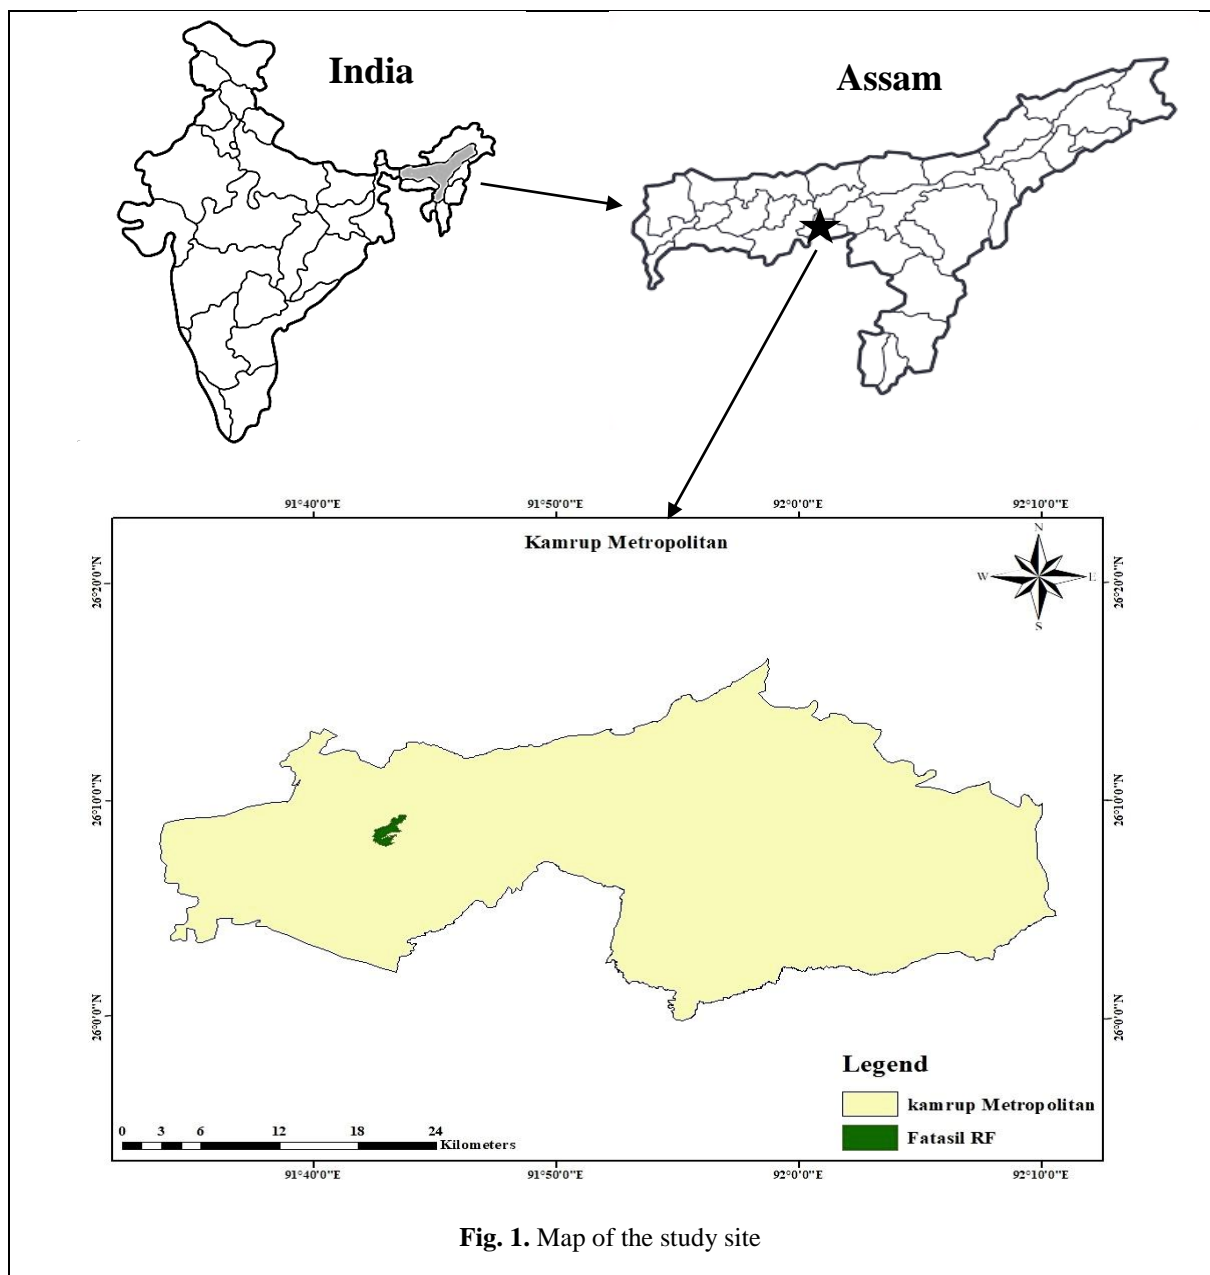 India
Assam
91°40'0"E 91°50'0"E 92°0'0"E 92°10'0"E
Kamrup Metropolitan
N
W E
S
26°20'0"N 26°20'0"N
26°10'0"N 26°10'0"N
26°0'0"N 26°0'0"N
Legend
kamrup Metropolitan
Fatasil RF
0 3 6 12 18 24
Kilometers
91°40'0"E 91°50'0"E 92°0'0"E 92°10'0"E
Fig. 1. Map of the study site